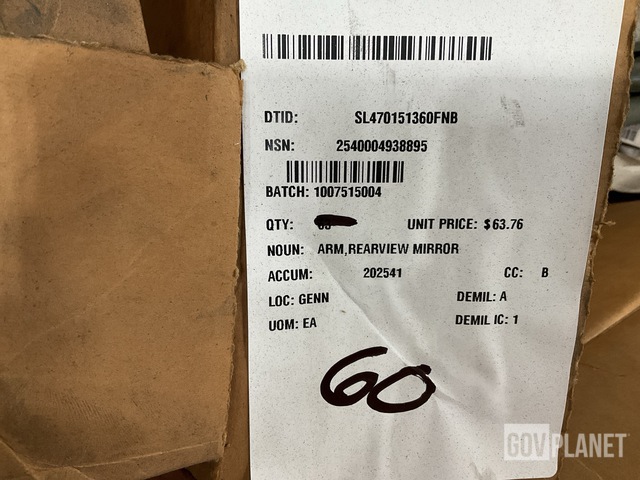 DTID: SL470151360FNB
NSN: 2540004938895
BATCH: 1007515004
QTY: UNIT PRICE: $63.76
NOUN: ARM,REARVIEW MIRROR
ACCUM: 202541 CC: B
LOC: GENN DEMIL: A
UOM: EA DEMIL IC: 1
60
GOVPLANET